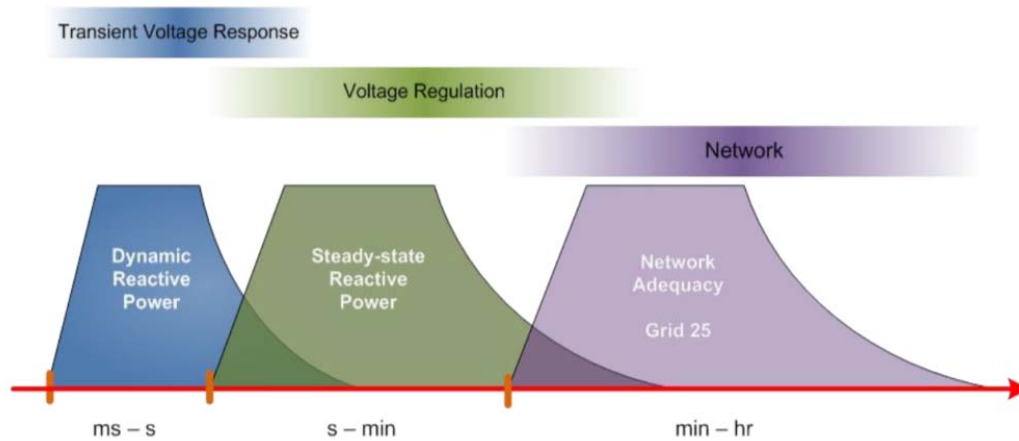 Transient Voltage Response
Voltage Regulation
Network
Dynamic
Reactive
Power
Steady-state
Reactive
Power
Network
Adequacy
Grid 25
ms – s
s – min
min – hr